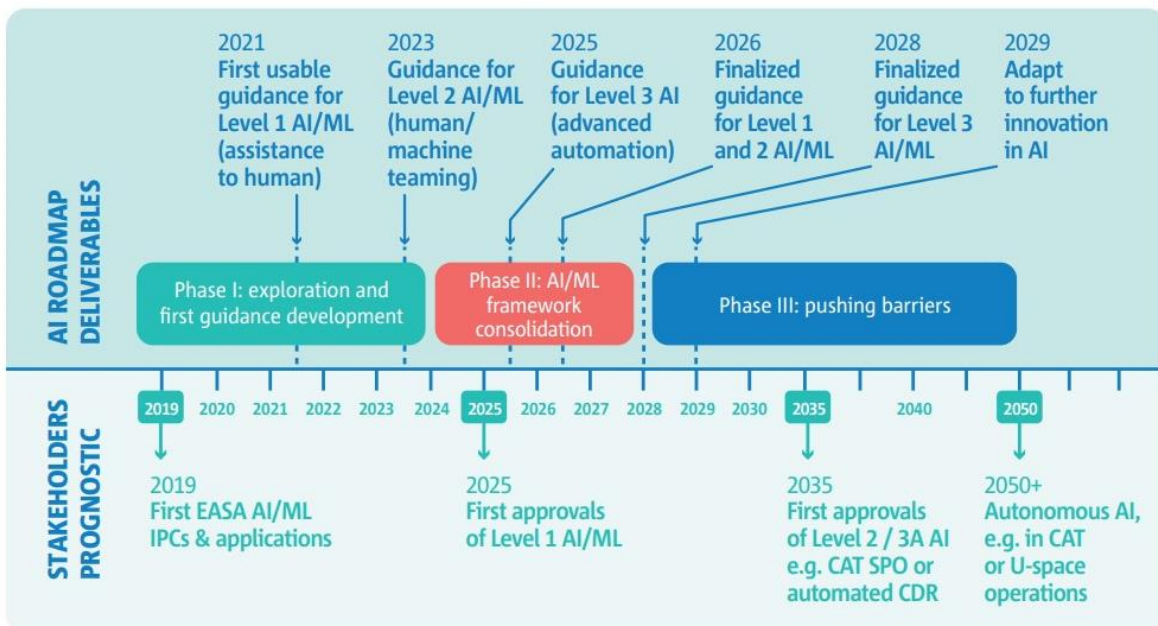 AI ROADMAP
DELIVERABLES
2021
First usable
guidance for
Level 1 AI/ML
(assistance
to human)
2023
Guidance for
Level 2 AI/ML
(human/
machine
teaming)
2025
Guidance
for Level 3 AI
(advanced
automation)
2026
Finalized
guidance
for Level 1
and 2 AI/ML
2028
Finalized
guidance
for Level 3
AI/ML
2029
Adapt
to further
innovation
in AI
Phase I: exploration and
first guidance development
Phase II: AI/ML
framework
consolidation
Phase III: pushing barriers
2019
2020
2021
2022
2023
2024
2025
2026
2027
2028
2029
2030
2035
2040
2050
STAKEHOLDERS
PROGNOSTIC
2019
First EASA AI/ML
IPCs & applications
2025
First approvals
of Level 1 AI/ML
2035
First approvals
of Level 2 / 3A AI
e.g. CAT SPO or
automated CDR
2050+
Autonomous AI,
e.g. in CAT
or U-space
operations